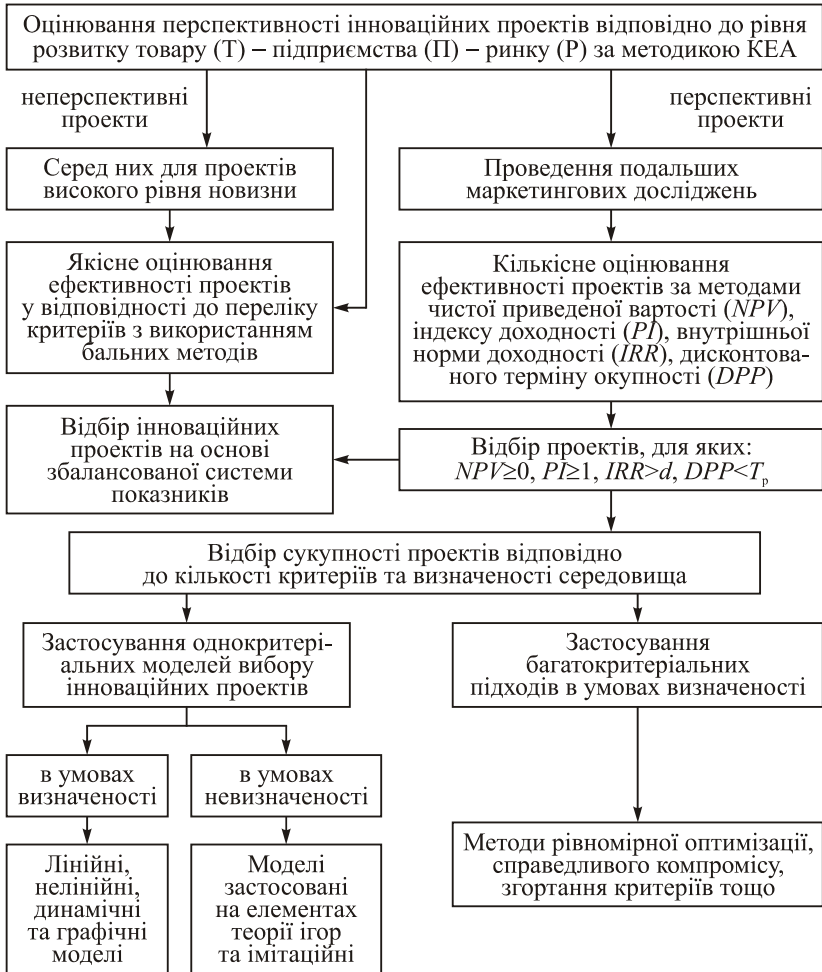 Оцінювання перспективності інноваційних проектів відповідно до рівня
розвитку товару (Т) – підприємства (П) – ринку (Р) за методикою КЕА
неперспективні
проекти
перспективні
проекти
Серед них для проектів
високого рівня новизни
Проведення подальших
маркетингових досліджень
Якісне оцінювання
ефективності проектів
у відповідності до переліку
критеріїв з використанням
бальних методів
Кількісне оцінювання
ефективності проектів за методами
чистої приведеної вартості (NPV),
індексу доходності (PI), внутрішньої
норми доходності (IRR), дисконтова-
ного терміну окупності (DPP)
Відбір інноваційних
проектів на основі
збалансованої системи
показників
Відбір проектів, для яких:
NPV≥0, PI≥1, IRR>d, DPP<Tр
Відбір сукупності проектів відповідно
до кількості критеріїв та визначеності середовища
Застосування однокритері-
альних моделей вибору
інноваційних проектів
Застосування
багатокритеріальних
підходів в умовах визначеності
в умовах
визначеності
в умовах
невизначеності
Лінійні,
нелінійні,
динамічні
та графічні
моделі
Моделі
застосовані
на елементах
теорії ігор
та імітаційні
Методи рівномірної оптимізації,
справедливого компромісу,
згортання критеріїв тощо